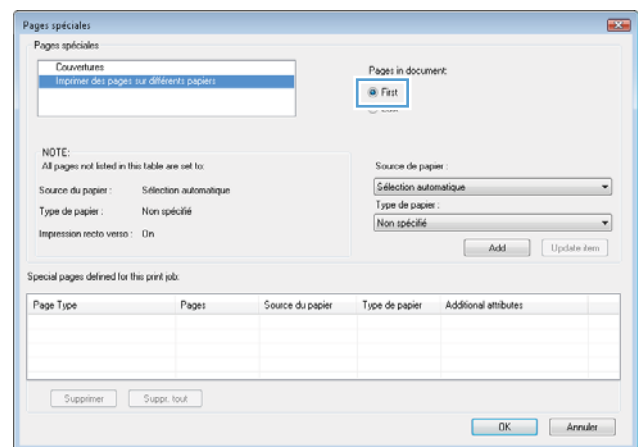 Pages spéciales
Pages spéciales
Couvertures
Imprimer des pages sur différents papiers
Pages in document:
First
NOTE:
All pages not listed in this table are set to:
Source du papier : Sélection automatique
Type de papier : Non spécifié
Impression recto verso : On
Source de papier :
Sélection automatique
Type de papier :
Non spécifié
Add Update item
Special pages defined for this print job:
Page Type Pages Source du papier Type de papier Additional attributes
Supprimer Suppr. tout
OK Annuler